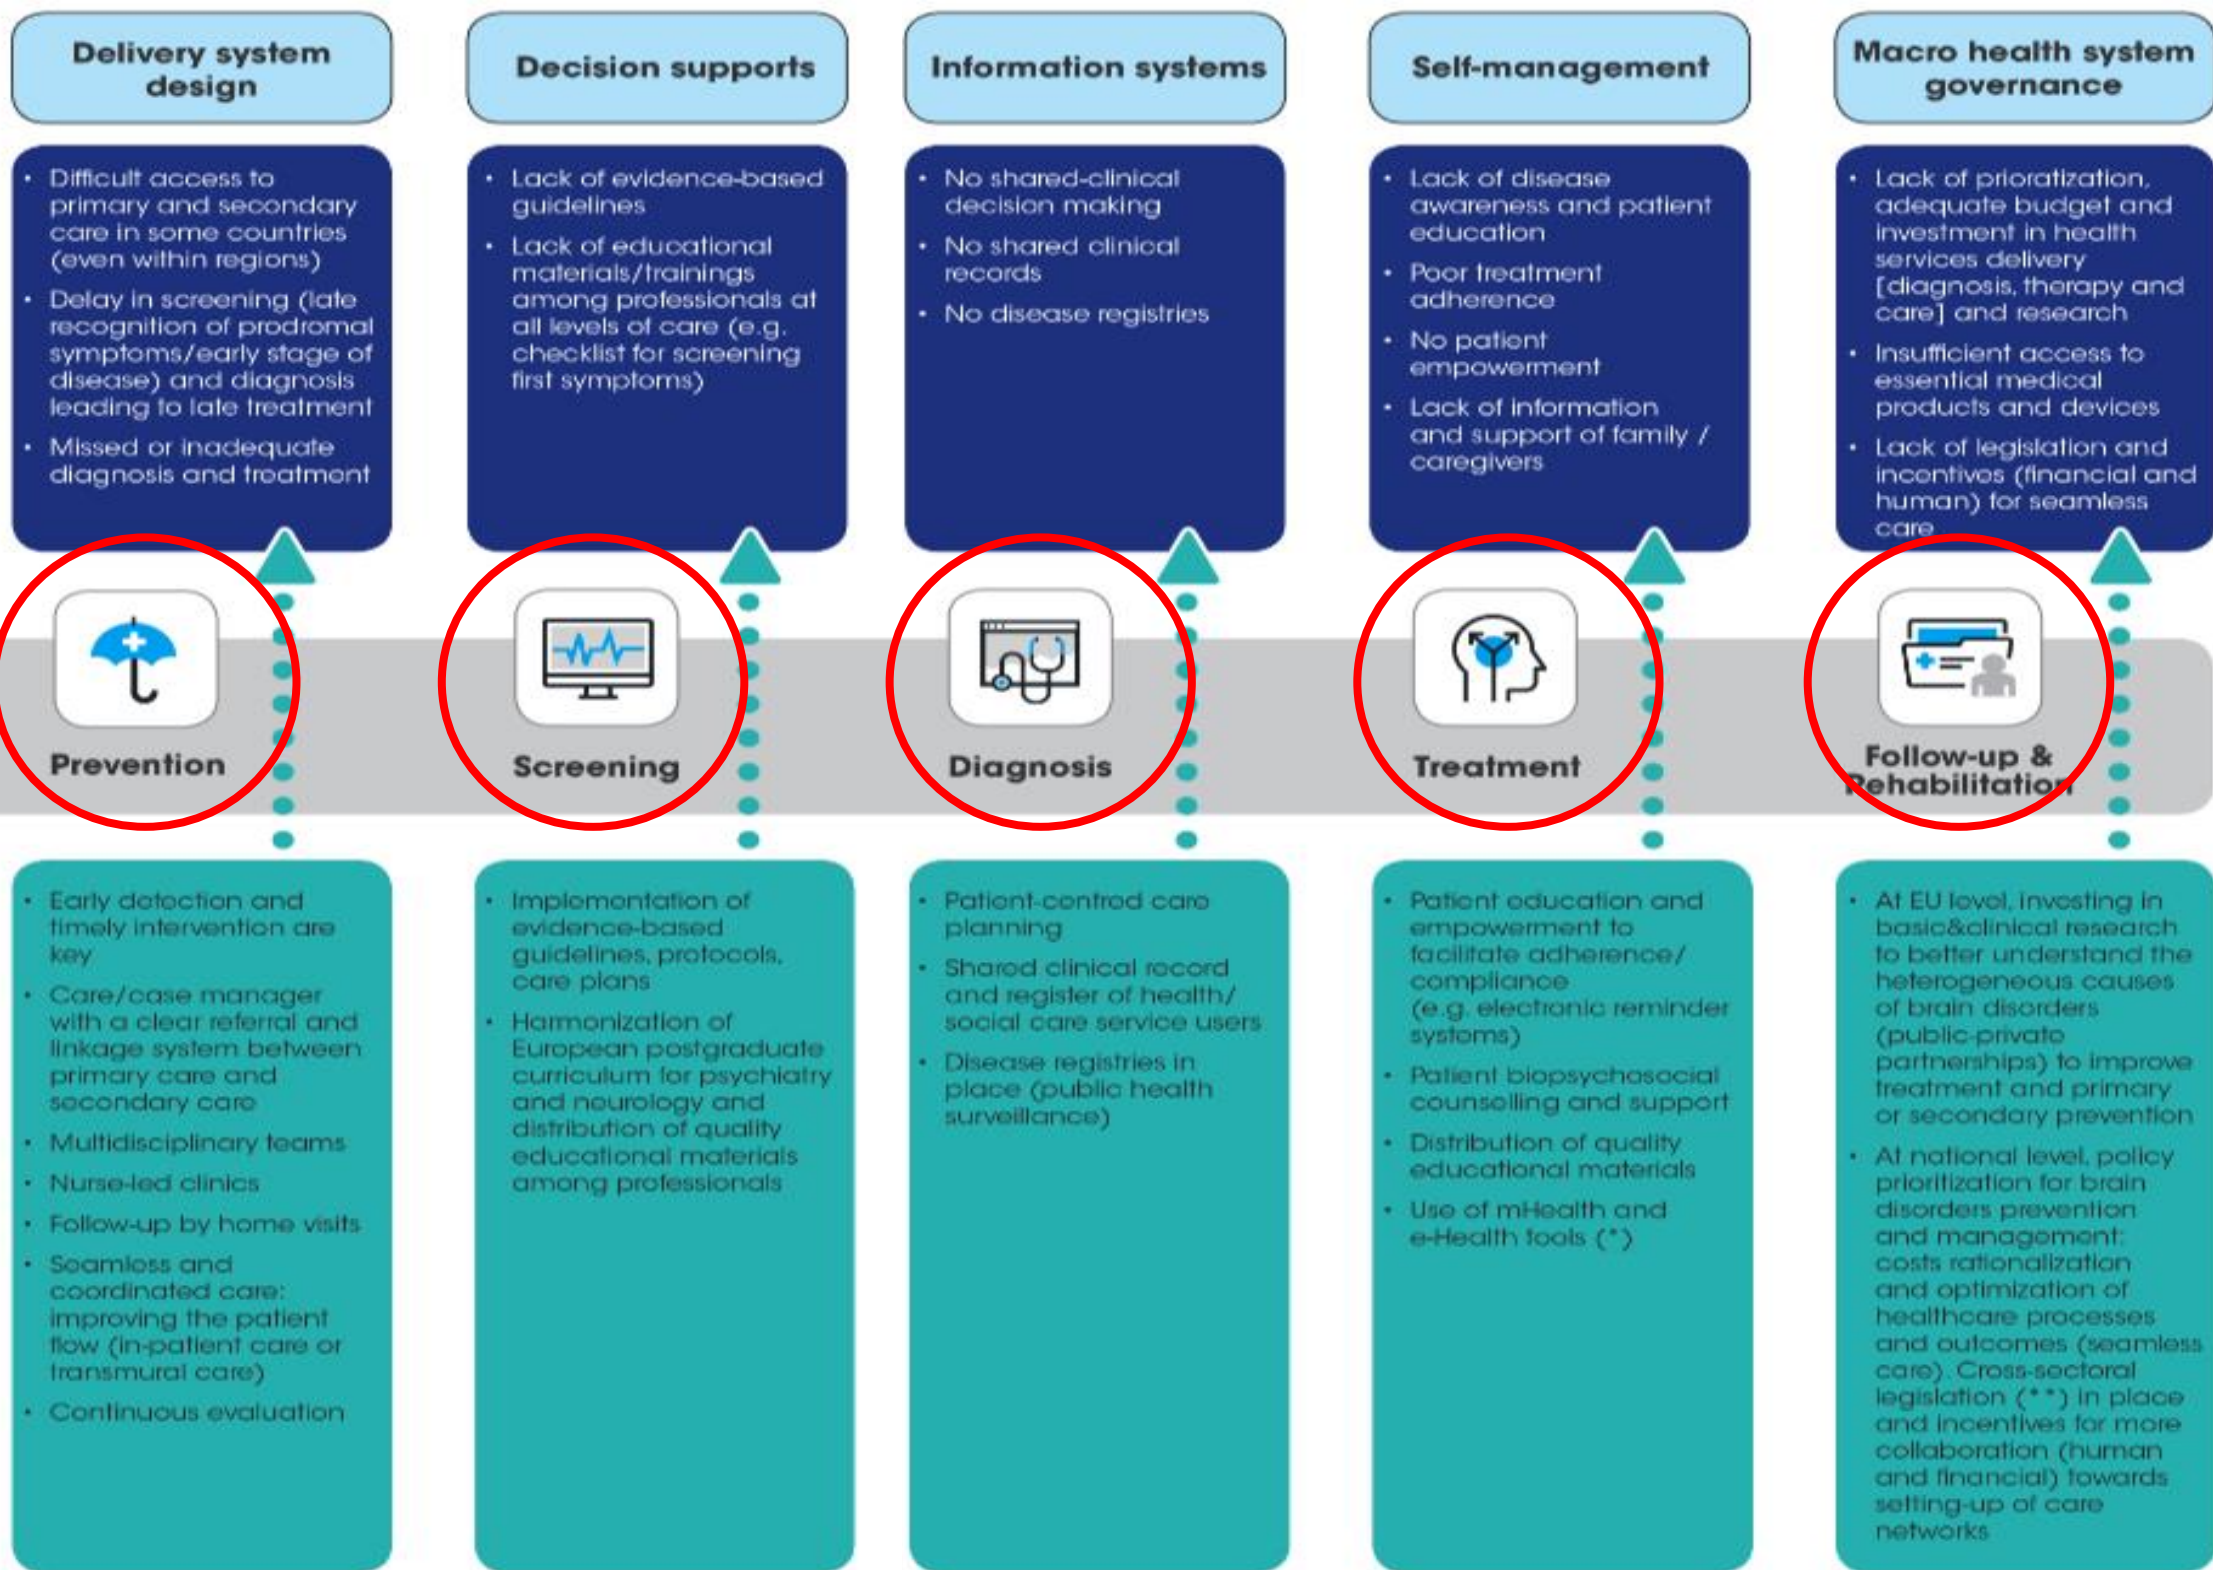 Delivery system
design
Decision supports
Information systems
Self-management
Macro health system
governance
• Difficult access to
primary and secondary
care in some countries
(even within regions)
• Delay in screening (late
recognition of prodromal
symptoms/early stage of
disease) and diagnosis
leading to late treatment
• Missed or inadequate
diagnosis and treatment
• Lack of evidence-based
guidelines
• Lack of educational
materials/trainings
among professionals at
all levels of care (e.g.
checklist for screening
first symptoms)
• No shared-clinical
decision making
• No shared clinical
records
• No disease registries
• Lack of disease
awareness and patient
education
• Poor treatment
adherence
• No patient
empowerment
• Lack of information
and support of family /
caregivers
• Lack of prioratization,
adequate budget and
investment in health
services delivery
[diagnosis, therapy and
care] and research
• Insufficient access to
essential medical
products and devices
• Lack of legislation and
incentives (financial and
human) for seamless
care
Prevention
Screening
Diagnosis
Treatment
Follow-up &
Rehabilitation
• Early detection and
timely intervention are
key
• Care/case manager
with a clear referral and
linkage system between
primary care and
secondary care
• Multidisciplinary teams
• Nurse-led clinics
• Follow-up by home visits
• Seamless and
coordinated care:
improving the patient
flow (in-patient care or
transmural care)
• Continuous evaluation
• Implementation of
evidence-based
guidelines, protocols,
care plans
• Harmonization of
European postgraduate
curriculum for psychiatry
and neurology and
distribution of quality
educational materials
among professionals
• Patient-centred care
planning
• Shared clinical record
and register of health/
social care service users
• Disease registries in
place (public health
surveillance)
• Patient education and
empowerment to
facilitate adherence/
compliance
(e.g. electronic reminder
systems)
• Patient biopsychosocial
counselling and support
• Distribution of quality
educational materials
• Use of mHealth and
e-Health tools (*)
• At EU level, investing in
basic&clinical research
to better understand the
heterogeneous causes
of brain disorders
(public-private
partnerships) to improve
treatment and primary
or secondary prevention
• At national level, policy
prioritization for brain
disorders prevention
and management:
costs rationalization
and optimization of
healthcare processes
and outcomes (seamless
care). Cross-sectoral
legislation (**) in place
and incentives for more
collaboration (human
and financial) towards
setting-up of care
networks